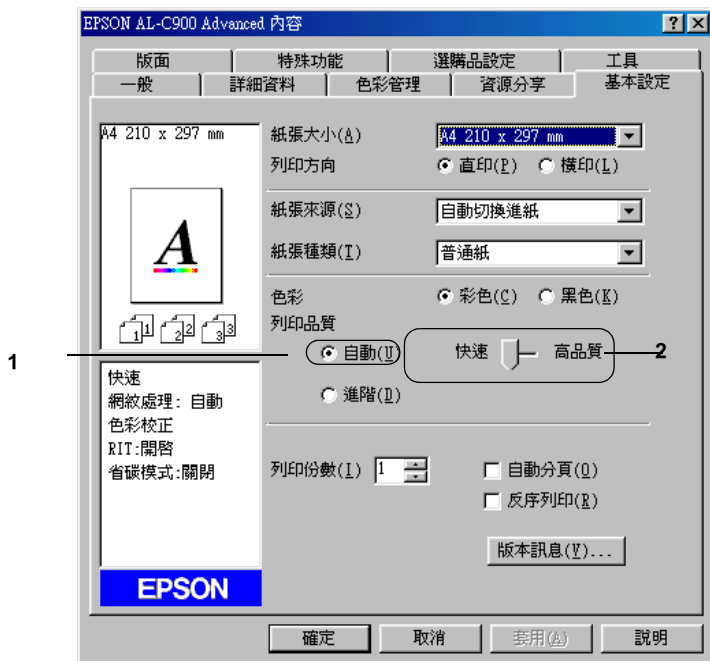 EPSON AL-C900 Advanced 內容
版面 特殊功能 選購品設定 工具
一般 詳細資料 色彩管理 資源分享 基本設定
A4 210 x 297 mm
A
1 2 3
1 2 3
紙張大小(A) A4 210 x 297 mm
列印方向 直印(P) 橫印(L)
紙張來源(S) 自動切換進紙
紙張種類(T) 普通紙
色彩 彩色(C) 黑色(K)
列印品質
1 自動(U) 快速 高品質 2
進階(D)
快速
網紋處理: 自動
色彩校正
RIT:開啓
省碳模式:關閉
列印份數(I) 1 自動分頁(O)
反序列印(R)
版本訊息(V)...
EPSON
確定 取消 套用(A) 說明